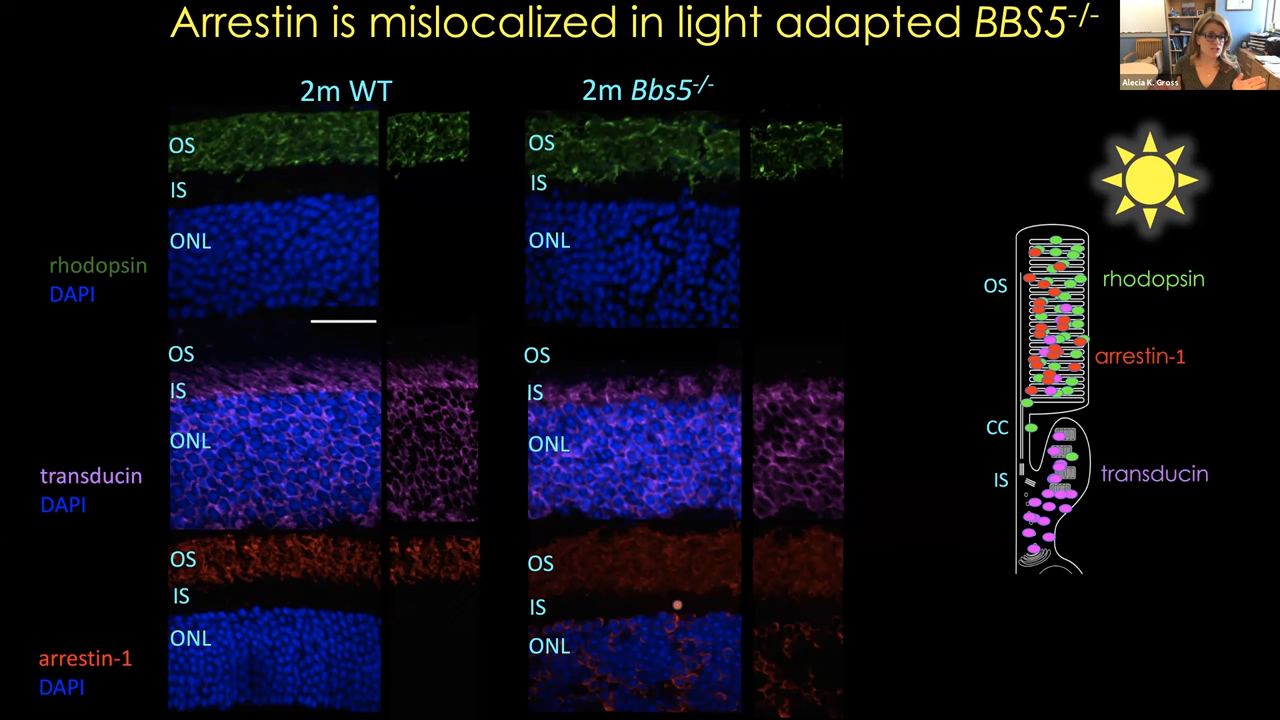 Arrestin is mislocalized in light adapted BBS5-/-
Alecia K. Gross
2m WT
2m Bbs5-/-
OS
IS
ONL
OS
IS
ONL
rhodopsin
DAPI
OS
IS
ONL
OS
IS
ONL
transducin
DAPI
OS
IS
ONL
OS
IS
ONL
arrestin-1
DAPI
OS
rhodopsin
arrestin-1
CC
IS
transducin